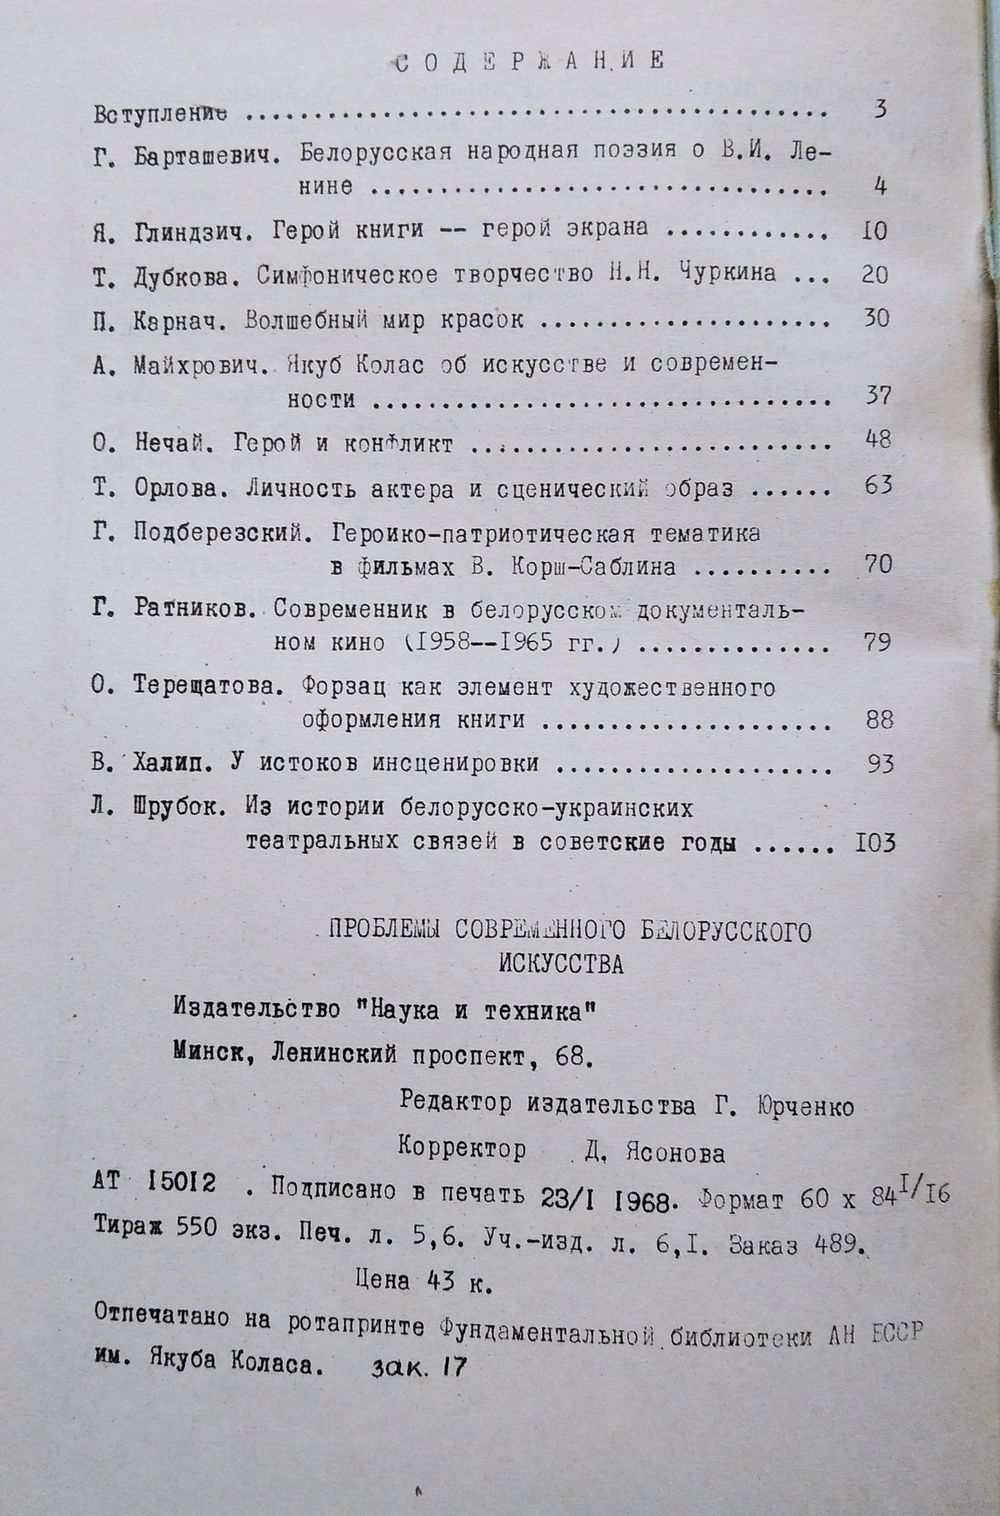 СОДЕРЖАНИЕ
Вступление ........................................... 3
Г. Барташевич. Белорусская народная поэзия о В.И. Ле-
нине .................................. 4
Я. Глиндзич. Герой книги -- герой экрана ............ 10
Т. Дубкова. Симфоническое творчество Н.Н. Чуркина ... 20
П. Карнач. Волшебный мир красок ..................... 30
А. Майхрович. Якуб Колас об искусстве и современ-
ности .................................. 37
О. Нечай. Герой и конфликт ........................... 48
Т. Орлова. Личность актера и сценический образ ...... 63
Г. Подберезский. Героико-патриотическая тематика
в фильмах В. Корш-Саблина .......... 70
Г. Ратников. Современник в белорусском документаль-
ном кино (1958--1965 гг.) .............. 79
О. Терещатова. Форзац как элемент художественного
оформления книги ..................... 88
В. Халип. У истоков инсценировки .................... 93
Л. Шрубок. Из истории белорусско-украинских
театральных связей в советские годы ...... 103
ПРОБЛЕМЫ СОВРЕМЕННОГО БЕЛОРУССКОГО
ИСКУССТВА
Издательство "Наука и техника"
Минск, Ленинский проспект, 68.
Редактор издательства Г. Юрченко
Корректор Д. Ясонова
АТ 15012 . Подписано в печать 23/I 1968. Формат 60 х 84 1/16
Тираж 550 экз. Печ. л. 5,6. Уч.-изд. л. 6,1. Заказ 489.
Цена 43 к.
Отпечатано на ротапринте Фундаментальной библиотеки АН БССР
им. Якуба Коласа. зак. 17